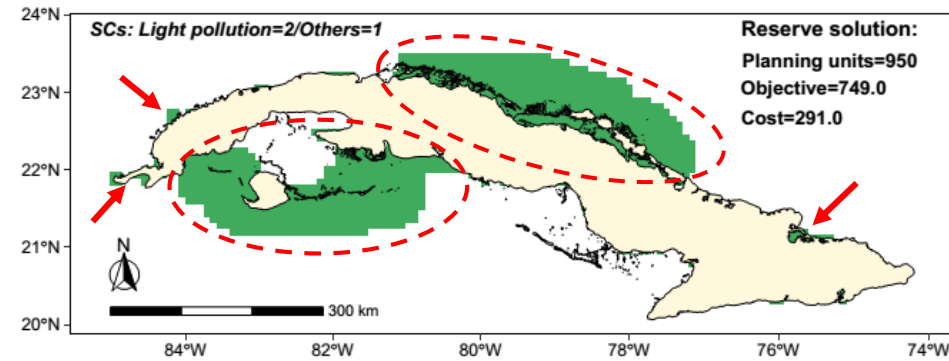 24°N
23°N
22°N
21°N
20°N
SCs: Light pollution=2/Others=1
Reserve solution:
Planning units=950
Objective=749.0
Cost=291.0
N
300 km
84°W
82°W
80°W
78°W
76°W
74°W